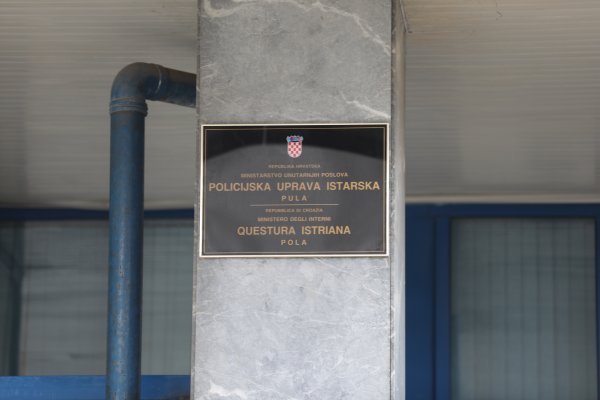 REPUBLIKA HRVATSKA
MINISTARSTVO UNUTARNJIH POSLOVA
POLICIJSKA UPRAVA ISTARSKA
PULA
REPUBBLICA DI CROAZIA
MINISTERO DEGLI INTERNI
QUESTURA ISTRIANA
POLA